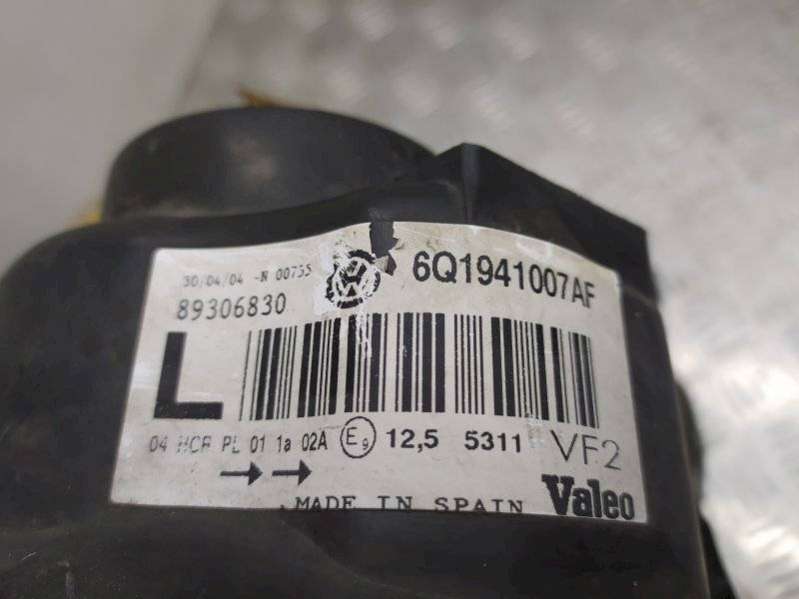 30/04/04 -N 00755
6Q1941007AF
89306830
L
04 HCR PL 01 1a 02A E9 12,5 5311 VF2
MADE IN SPAIN Valeo